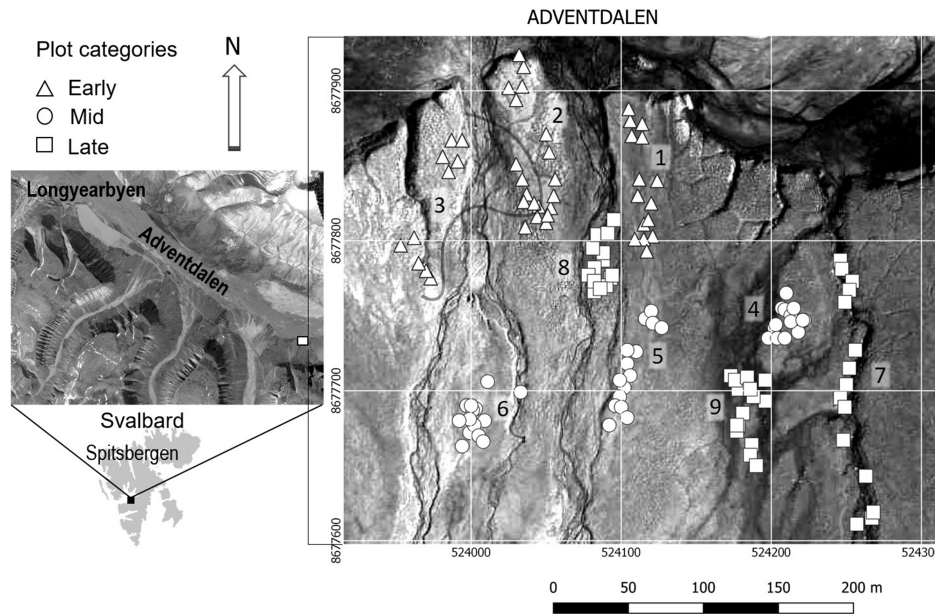 ADVENTDALEN
Plot categories
N
Early
Mid
Late
Longyearbyen
Adventdalen
Svalbard
Spitsbergen
8677900
8677800
8677700
8677600
2
1
3
8
4
5
7
6
9
524000
524100
524200
524300
0 50 100 150 200 m